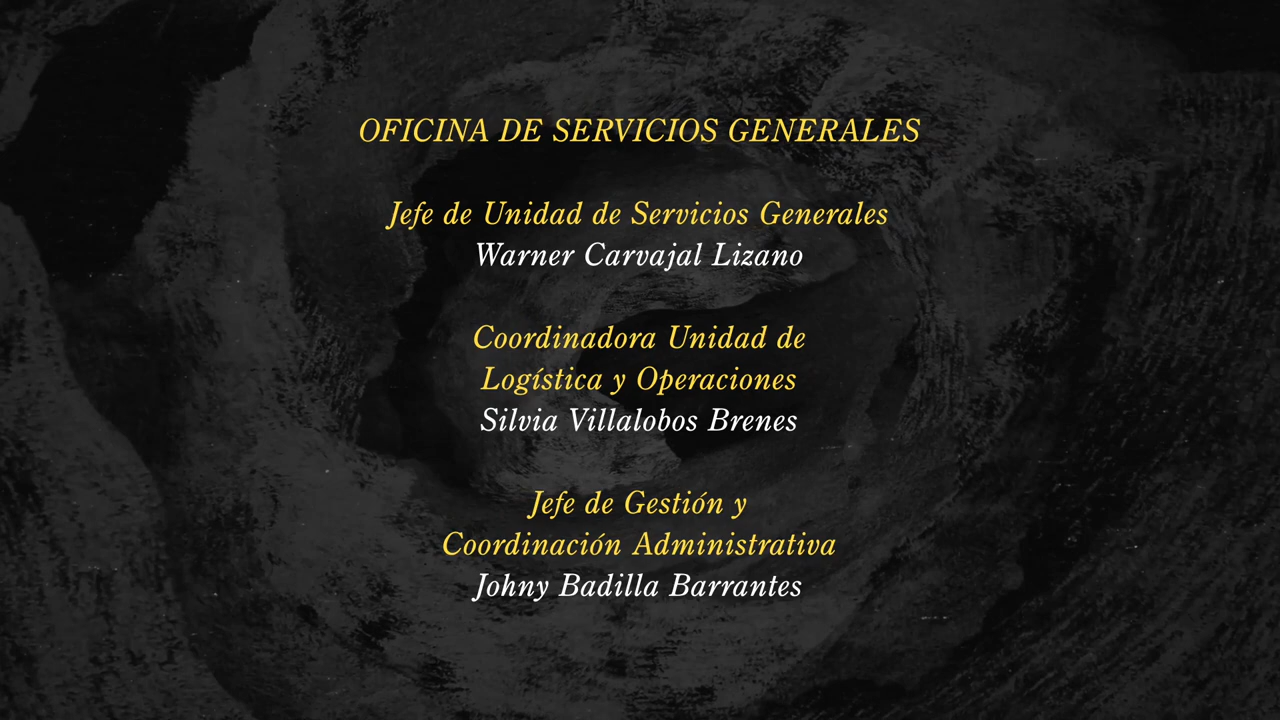 OFICINA DE SERVICIOS GENERALES
Jefe de Unidad de Servicios Generales
Warner Carvajal Lizano
Coordinadora Unidad de
Logística y Operaciones
Silvia Villalobos Brenes
Jefe de Gestión y
Coordinación Administrativa
Johny Badilla Barrantes